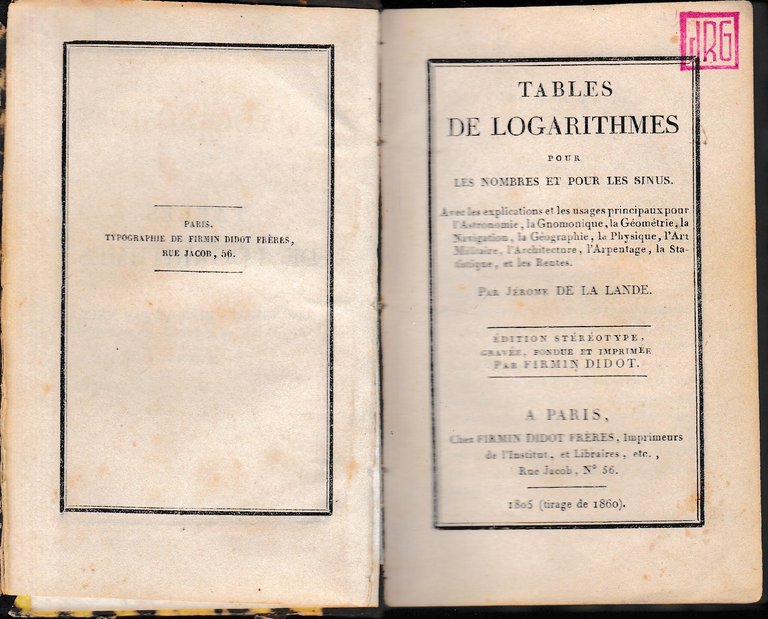 PARIS.
TYPOGRAPHIE DE FIRMIN DIDOT FRÈRES,
RUE JACOB, 56.
JRG
TABLES
DE LOGARITHMES
POUR
LES NOMBRES ET POUR LES SINUS.
Avec les explications et les usages principaux pour
l'Astronomie, la Gnomonique, la Géométrie, la
Navigation, la Géographie, la Physique, l'Art
Militaire, l'Architecture, l'Arpentage, la Sta-
tistique, et les Rentes.
PAR JÉROME DE LA LANDE.
ÉDITION STÉRÉOTYPE,
GRAVÉE, FONDUE ET IMPRIMÉE
PAR FIRMIN DIDOT.
A PARIS,
Chez FIRMIN DIDOT FRÈRES, Imprimeurs
de l'Institut, et Libraires, etc.,
Rue Jacob, N° 56.
1805 (tirage de 1860).